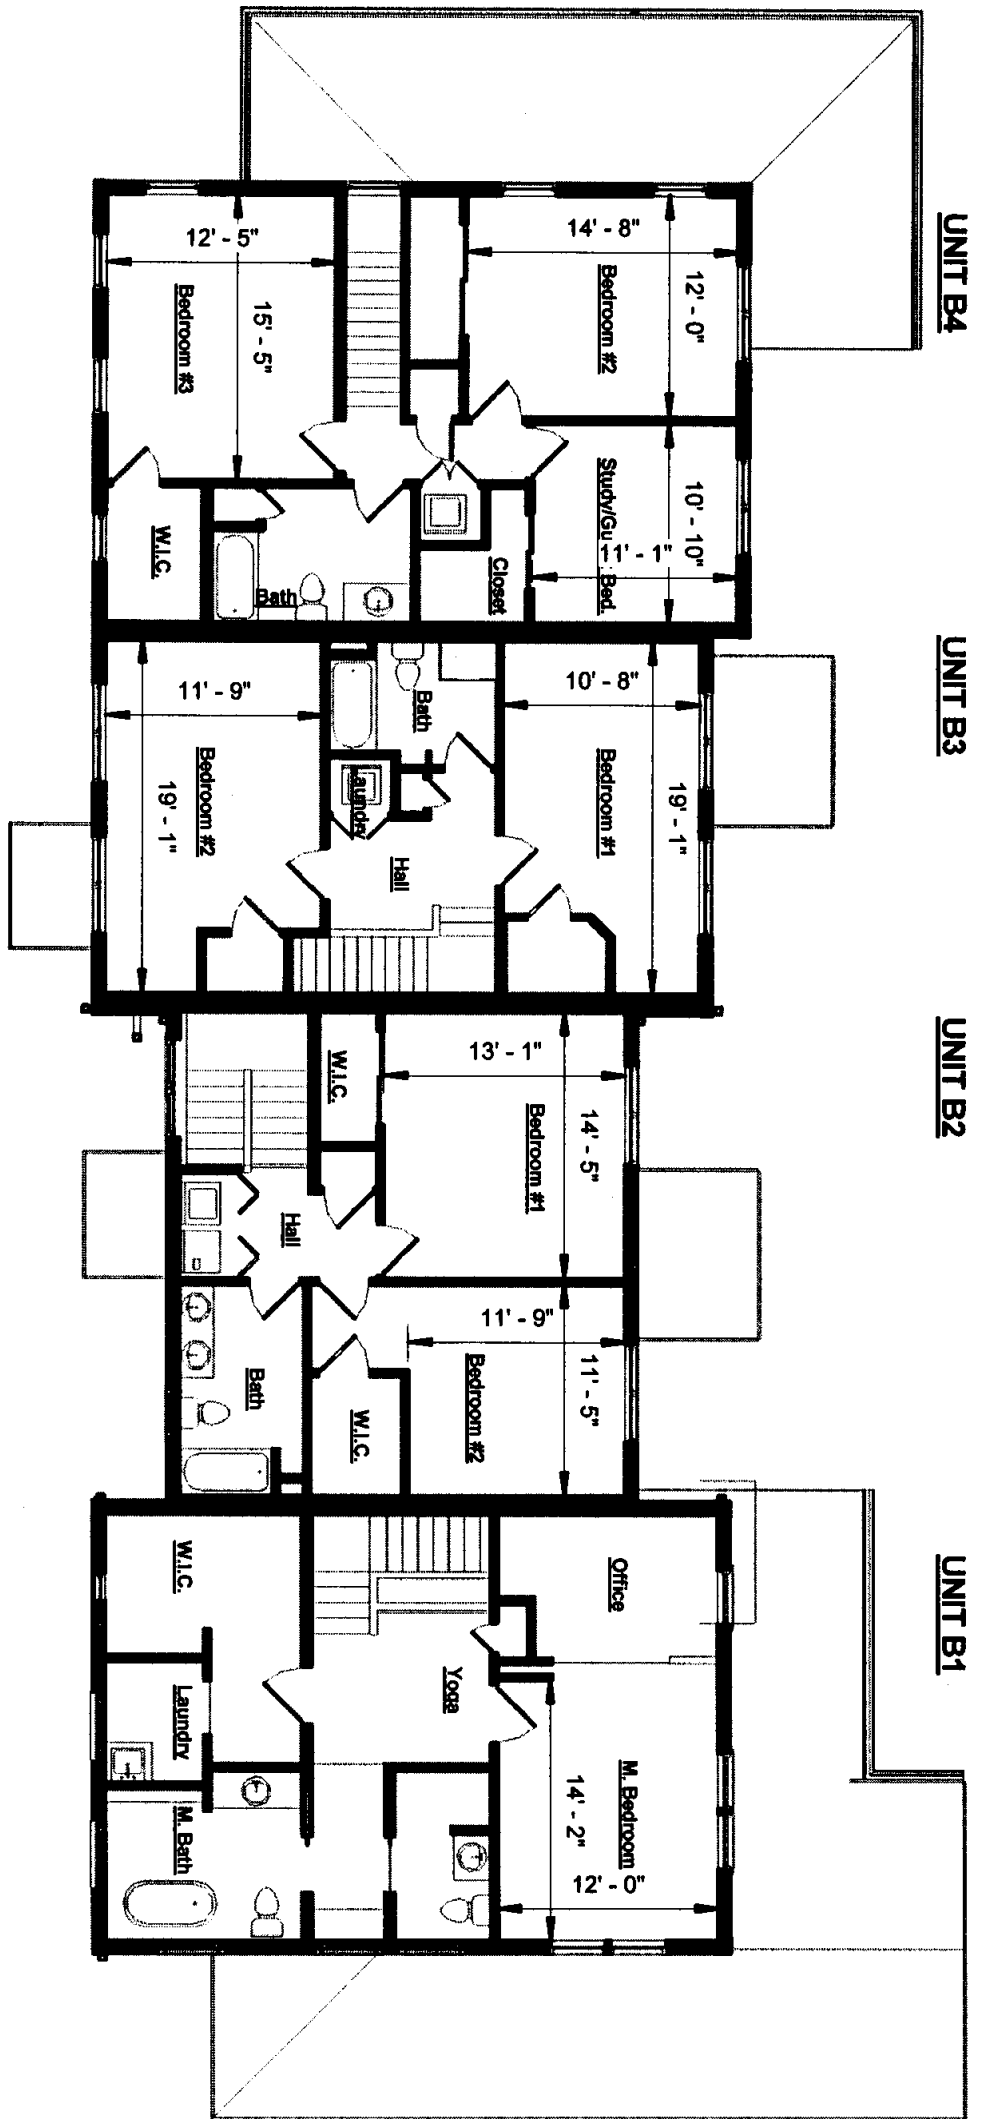 UNIT B4
14' - 8"
12' - 0"
Bedroom #2
12' - 5"
15' - 5"
Bedroom #3
10' - 10"
11' - 1"
Study/Gu Bed.
Closet
W.I.C.
Bath
UNIT B3
10' - 8"
19' - 1"
Bedroom #1
Bath
11' - 9"
Bedroom #2
19' - 1"
Laundry
Hall
UNIT B2
13' - 1"
14' - 5"
Bedroom #1
W.I.C.
Hall
11' - 9"
11' - 5"
Bedroom #2
W.I.C.
Bath
UNIT B1
Office
W.I.C.
Yoga
Laundry
M. Bedroom
14' - 2"
12' - 0"
M. Bath